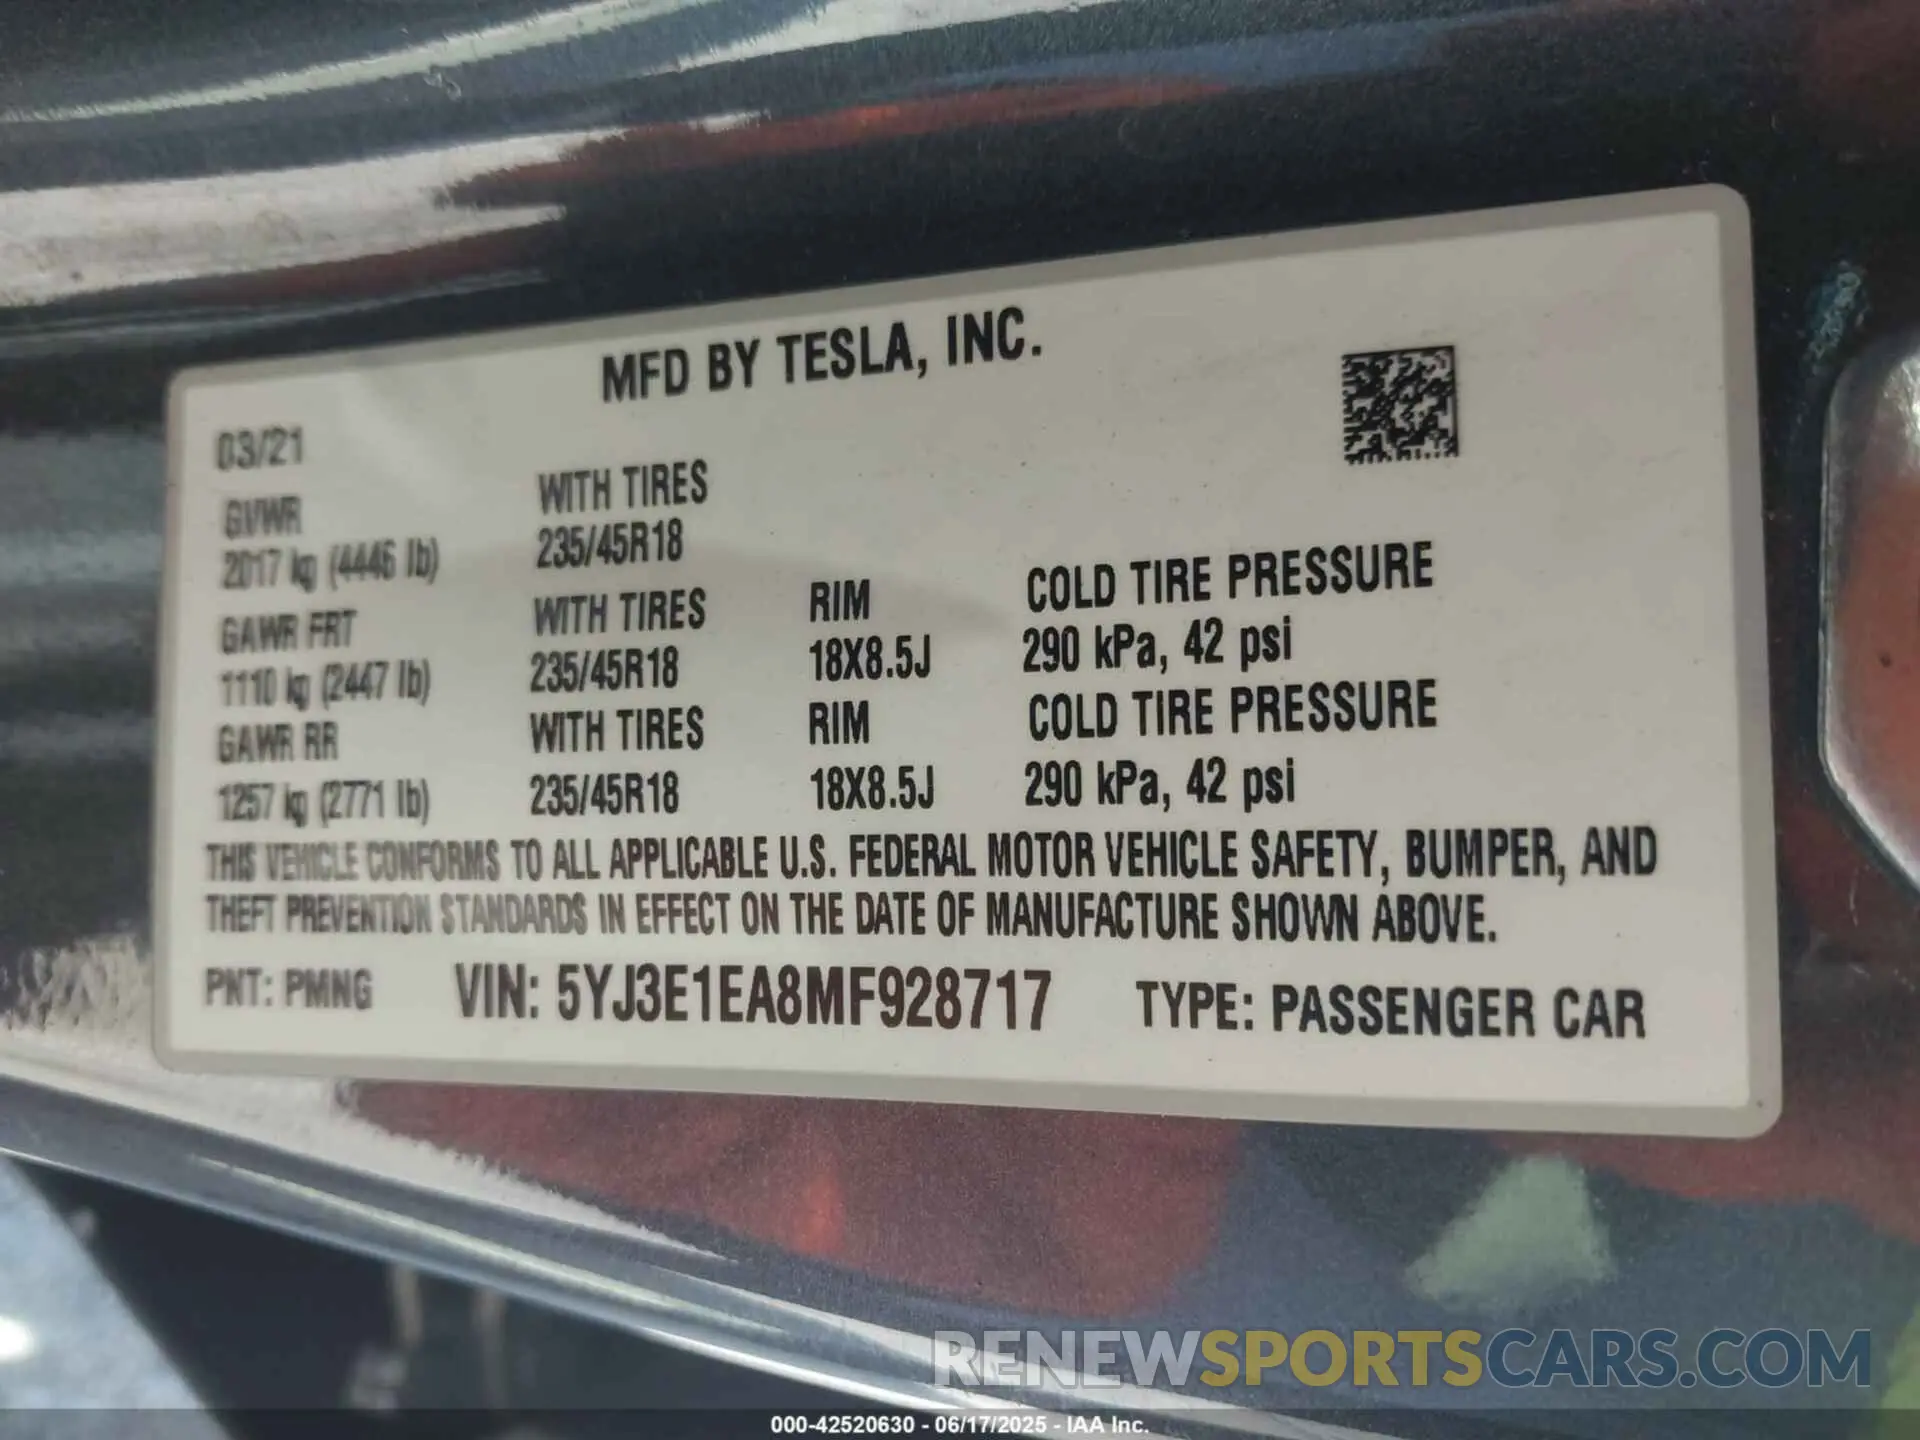 MFD BY TESLA, INC.
03/21
GVWR WITH TIRES
2017 kg (4446 lb) 235/45R18
GAWR FRT WITH TIRES RIM COLD TIRE PRESSURE
1110 kg (2447 lb) 235/45R18 18X8.5J 290 kPa, 42 psi
GAWR RR WITH TIRES RIM COLD TIRE PRESSURE
1257 kg (2771 lb) 235/45R18 18X8.5J 290 kPa, 42 psi
THIS VEHICLE CONFORMS TO ALL APPLICABLE U.S. FEDERAL MOTOR VEHICLE SAFETY, BUMPER, AND
THEFT PREVENTION STANDARDS IN EFFECT ON THE DATE OF MANUFACTURE SHOWN ABOVE.
PNT: PMNG VIN: 5YJ3E1EA8MF928717 TYPE: PASSENGER CAR
RENEWSPORTSCARS.COM
000-42520630 - 06/17/2025 - IAA Inc.